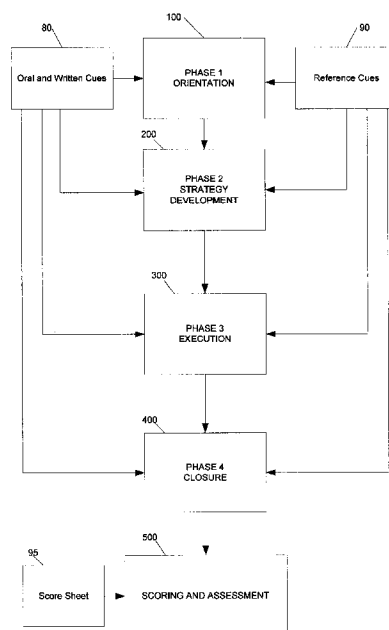 80
100
90
Oral and Written Cues
PHASE 1
ORIENTATION
Reference Cues
200
PHASE 2
STRATEGY
DEVELOPMENT
300
PHASE 3
EXECUTION
400
PHASE 4
CLOSURE
95
500
Score Sheet
SCORING AND ASSESSMENT